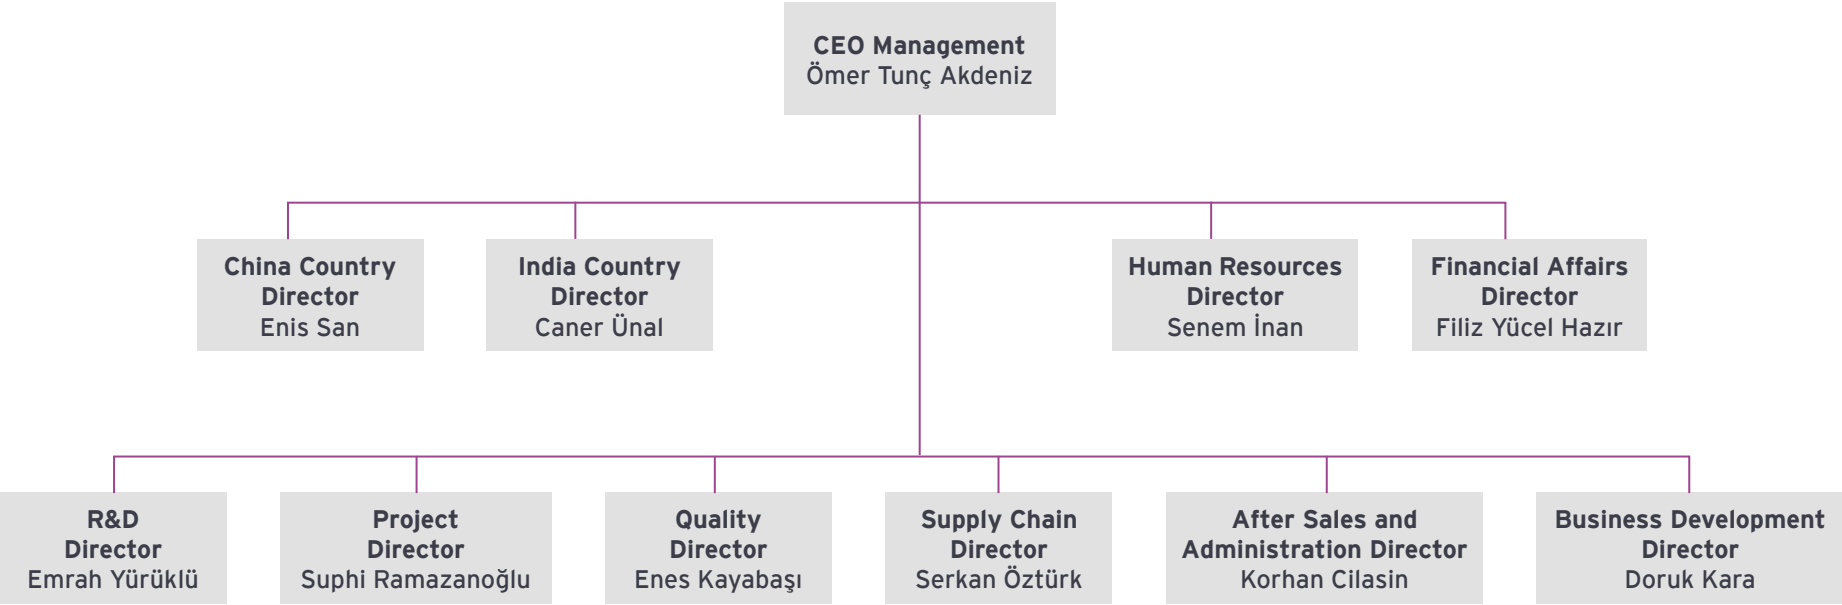 CEO Management
Ömer Tunç Akdeniz
China Country
Director
Enis San
India Country
Director
Caner Ünal
Human Resources
Director
Senem İnan
Financial Affairs
Director
Filiz Yücel Hazır
R&D
Director
Emrah Yürüklü
Project
Director
Suphi Ramazanoğlu
Quality
Director
Enes Kayabaşı
Supply Chain
Director
Serkan Öztürk
After Sales and
Administration Director
Korhan Cilasin
Business Development
Director
Doruk Kara